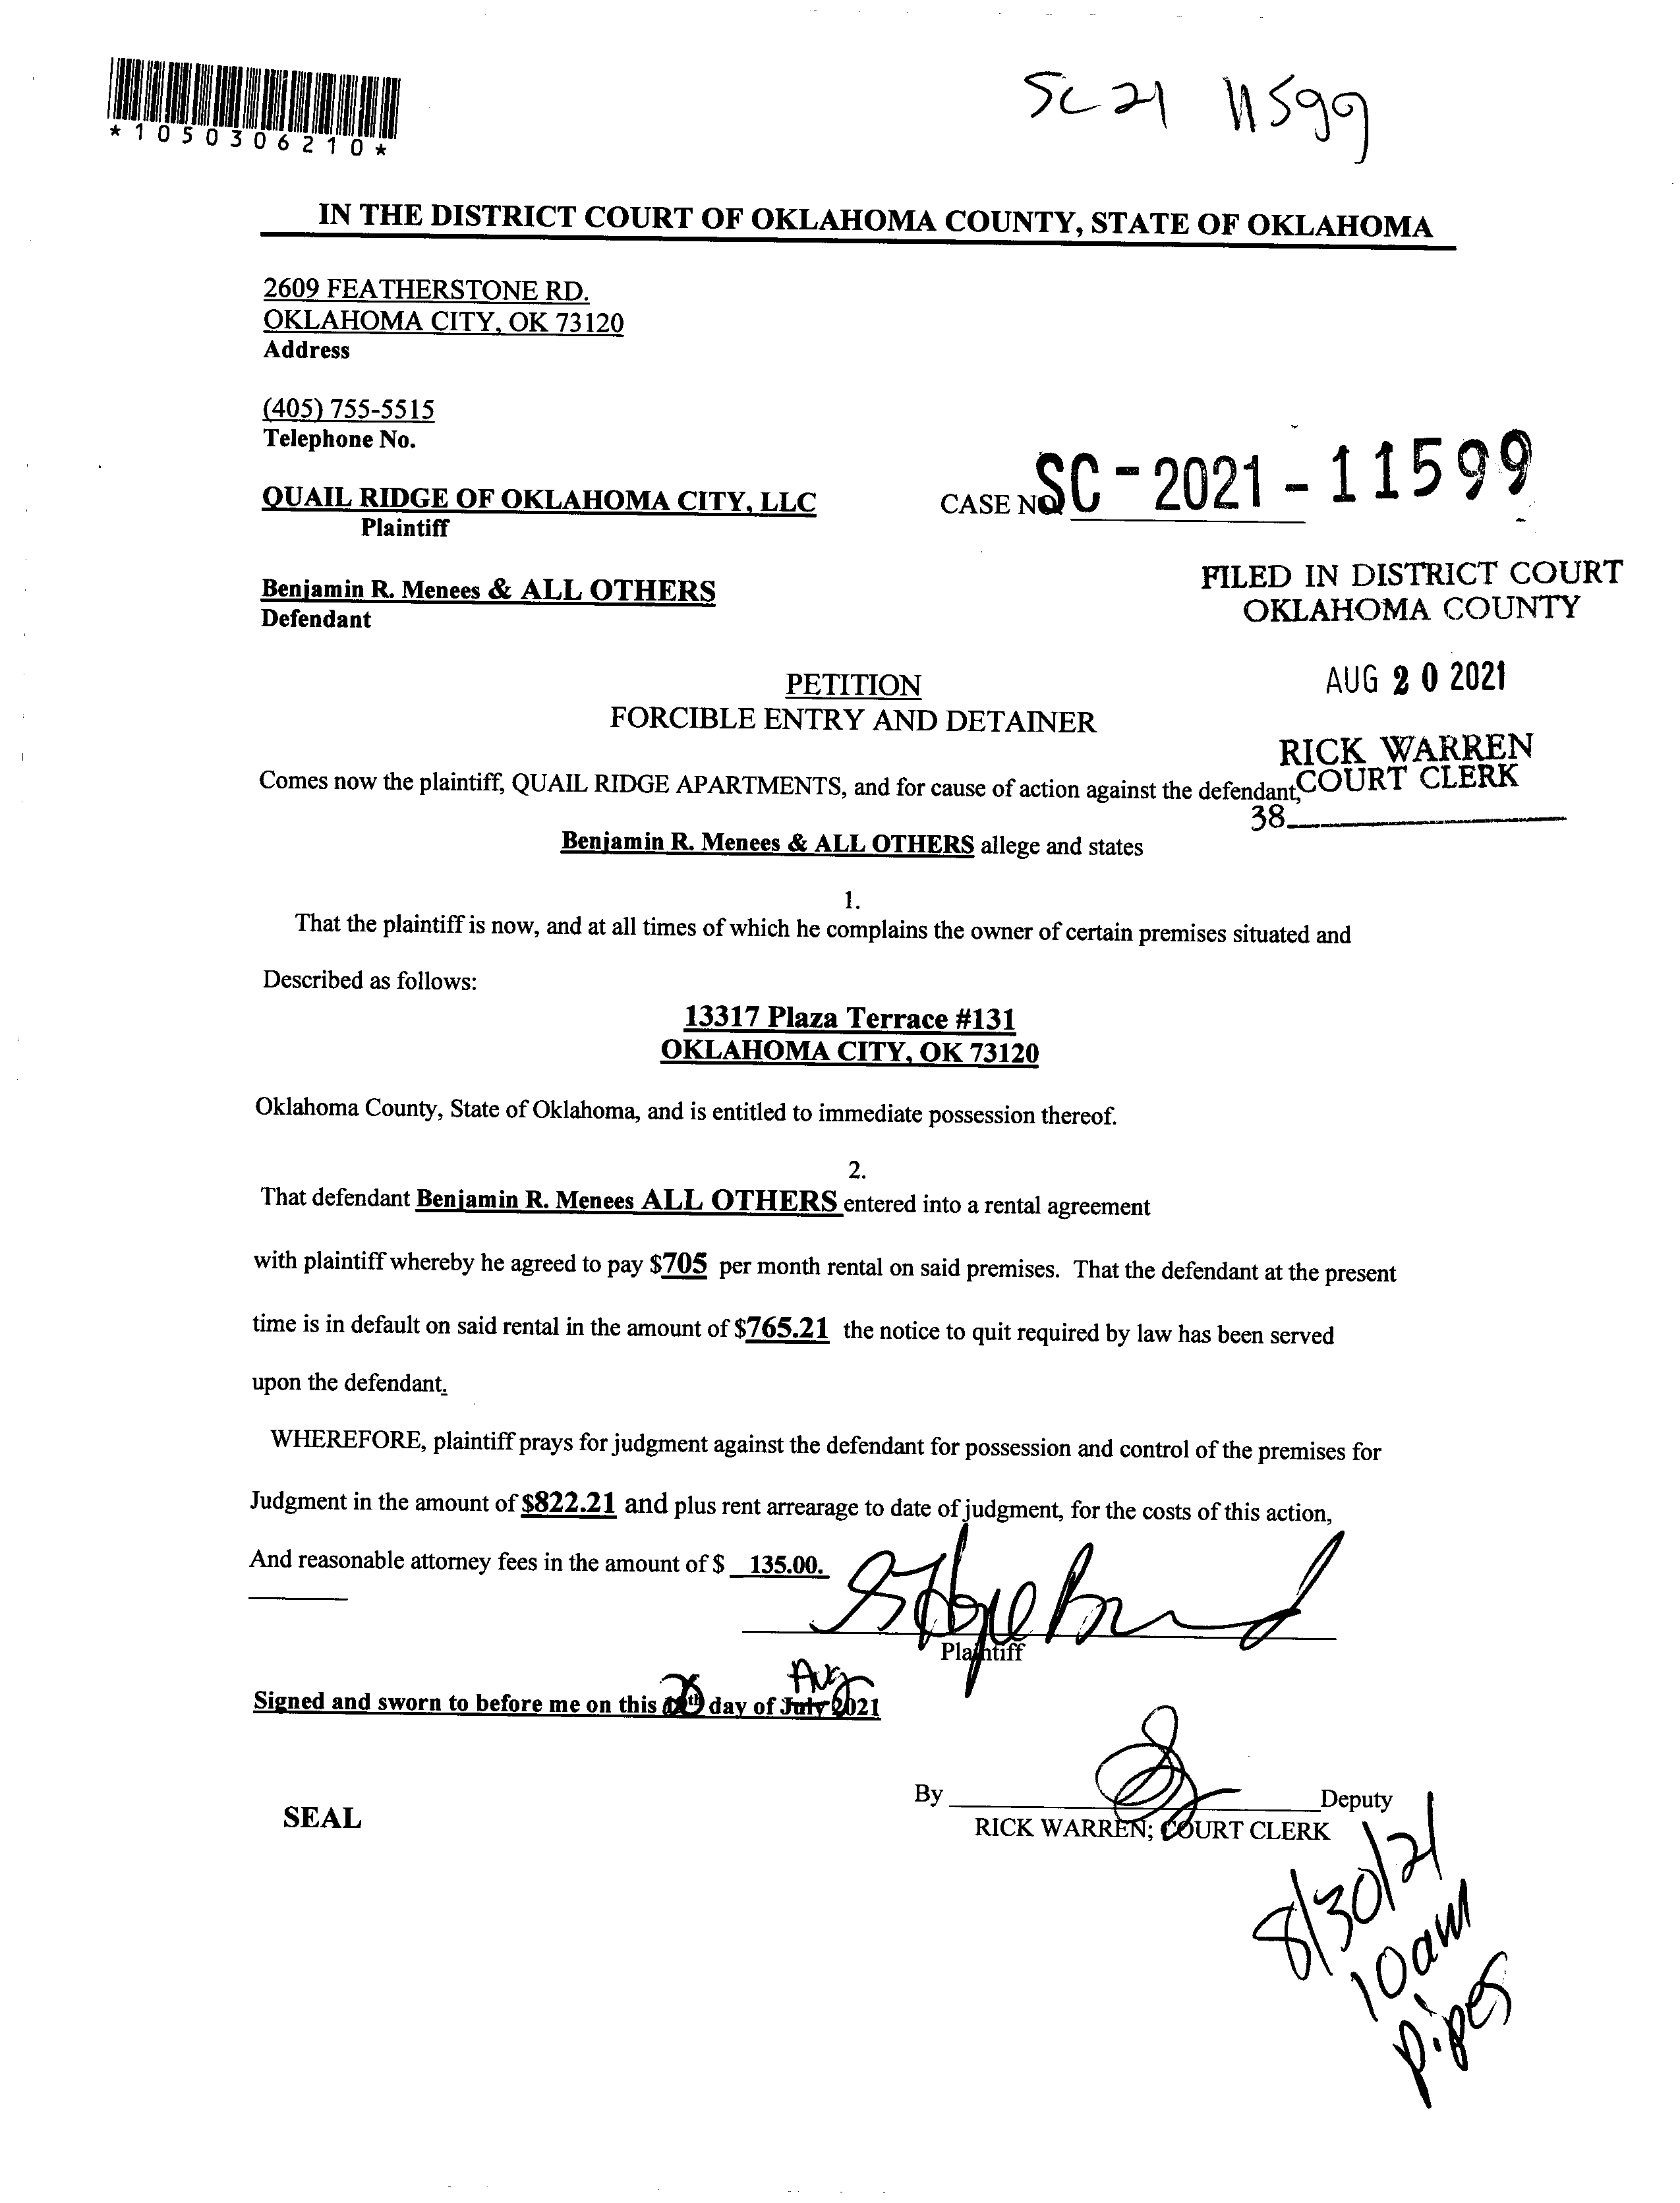 SC 21 11599
*1050306210*
IN THE DISTRICT COURT OF OKLAHOMA COUNTY, STATE OF OKLAHOMA
2609 FEATHERSTONE RD.
OKLAHOMA CITY, OK 73120
Address
(405) 755-5515
Telephone No.
QUAIL RIDGE OF OKLAHOMA CITY, LLC
Plaintiff
CASE NO. SC-2021-11599
Benjamin R. Menees & ALL OTHERS
Defendant
FILED IN DISTRICT COURT
OKLAHOMA COUNTY
AUG 20 2021
RICK WARREN
COURT CLERK
38
PETITION
FORCIBLE ENTRY AND DETAINER
Comes now the plaintiff, QUAIL RIDGE APARTMENTS, and for cause of action against the defendant,
Benjamin R. Menees & ALL OTHERS allege and states
1.
That the plaintiff is now, and at all times of which he complains the owner of certain premises situated and
Described as follows:
13317 Plaza Terrace #131
OKLAHOMA CITY, OK 73120
Oklahoma County, State of Oklahoma, and is entitled to immediate possession thereof.
2.
That defendant Benjamin R. Menees ALL OTHERS entered into a rental agreement
with plaintiff whereby he agreed to pay $705 per month rental on said premises. That the defendant at the present
time is in default on said rental in the amount of $765.21 the notice to quit required by law has been served
upon the defendant.
WHEREFORE, plaintiff prays for judgment against the defendant for possession and control of the premises for
Judgment in the amount of $822.21 and plus rent arrearage to date of judgment, for the costs of this action,
And reasonable attorney fees in the amount of $ 135.00.
Plaintiff
Aug
Signed and sworn to before me on this 20 th day of July 2021
By Deputy
RICK WARREN; COURT CLERK
SEAL
8/30/21
10am
Pipes